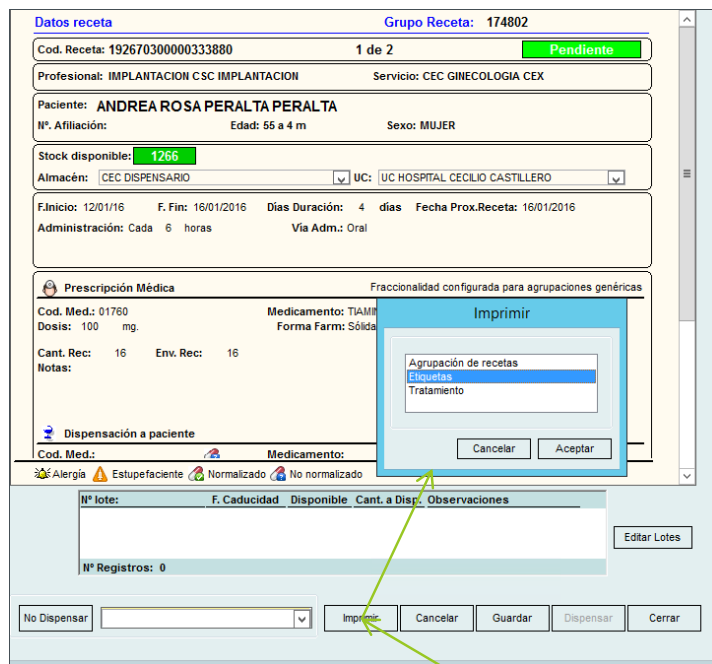 Datos receta Grupo Receta: 174802
Cod. Receta: 192670300000333880 1 de 2 Pendiente
Profesional: IMPLANTACION CSC IMPLANTACION Servicio: CEC GINECOLOGIA CEX
Paciente: ANDREA ROSA PERALTA PERALTA
Nº. Afiliación: Edad: 55 a 4 m Sexo: MUJER
Stock disponible: 1266
Almacén: CEC DISPENSARIO UC: UC HOSPITAL CECILIO CASTILLERO
F.Inicio: 12/01/16 F. Fin: 16/01/2016 Días Duración: 4 días Fecha Prox.Receta: 16/01/2016
Administración: Cada 6 horas Vía Adm.: Oral
Prescripción Médica Fraccionalidad configurada para agrupaciones genéricas
Cod. Med.: 01760 Medicamento:
Dosis: 100 mg. Forma Farm: Sólida
Cant. Rec: 16 Env. Rec: 16
Notas:
Imprimir
Agrupación de recetas
Etiquetas
Tratamiento
Cancelar Aceptar
Dispensación a paciente
Cod. Med.: Medicamento:
Alergía Estupefaciente Normalizado No normalizado
Nº lote: F. Caducidad Disponible Cant. a Disp. Observaciones
Editar Lotes
Nº Registros: 0
No Dispensar Imprimir Cancelar Guardar Dispensar Cerrar